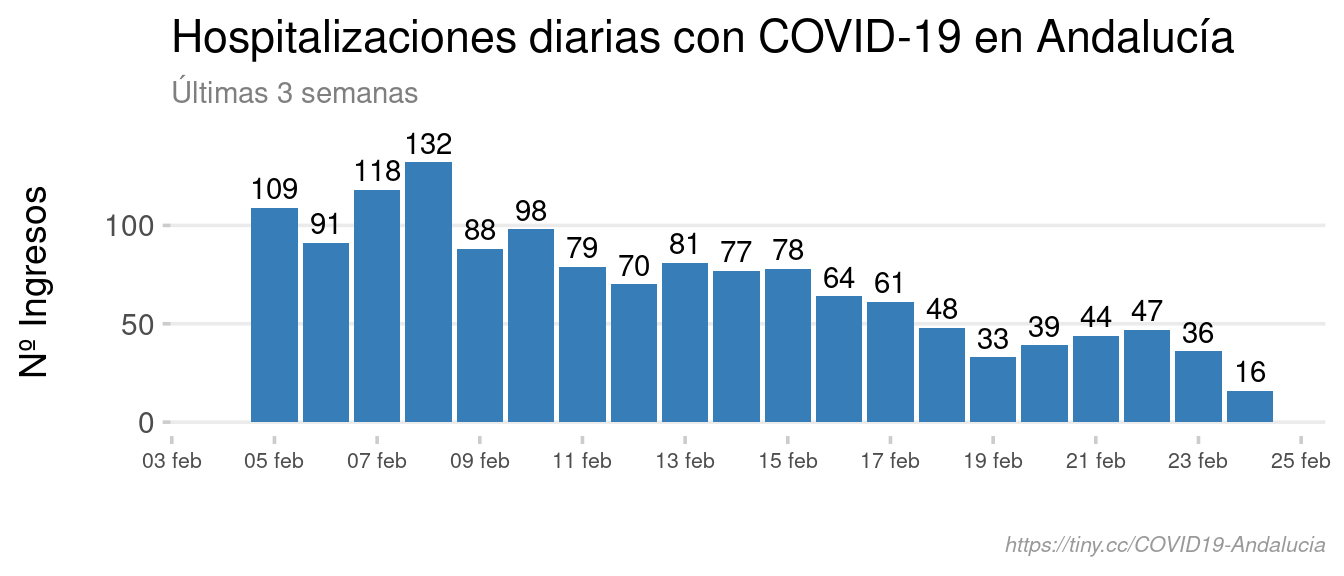 Hospitalizaciones diarias con COVID-19 en Andalucía
Últimas 3 semanas
Nº Ingresos
100
50
0
109
91
118
132
88
98
79
70
81
77
78
64
61
48
33
39
44
47
36
16
03 feb
05 feb
07 feb
09 feb
11 feb
13 feb
15 feb
17 feb
19 feb
21 feb
23 feb
25 feb
https://tiny.cc/COVID19-Andalucia